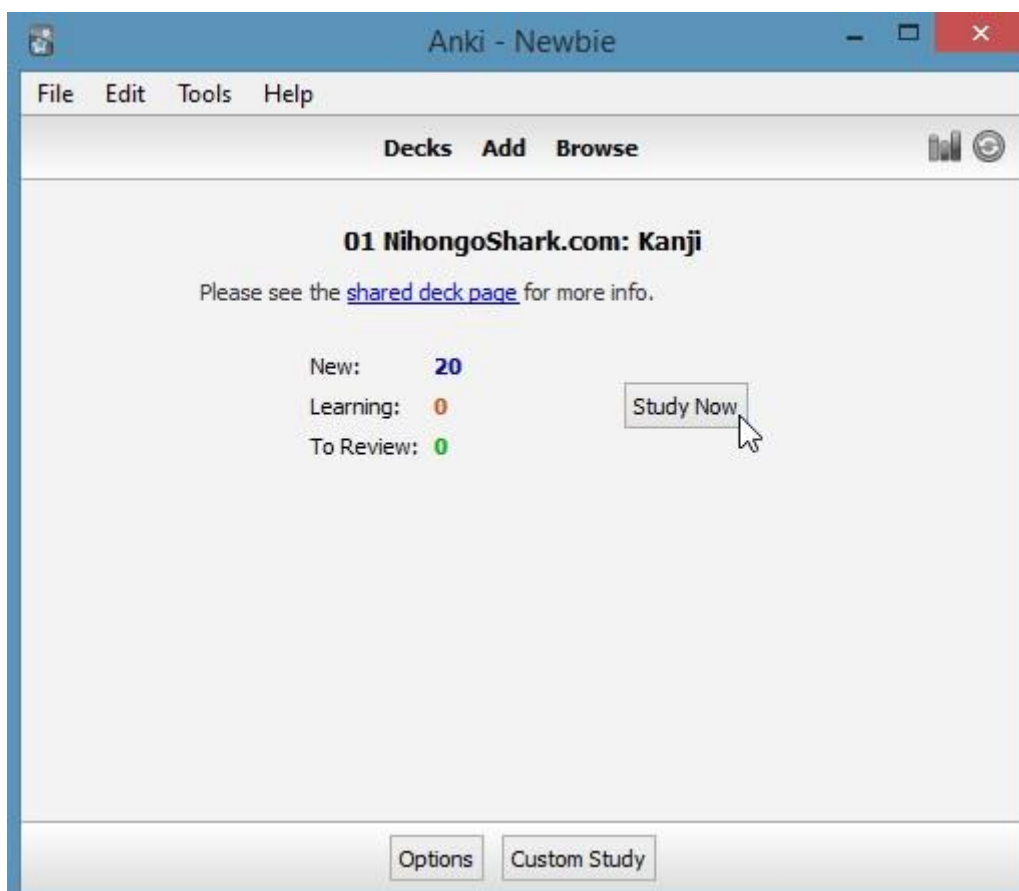 Anki - Newbie
File Edit Tools Help
Decks Add Browse
01 NihongoShark.com: Kanji
Please see the shared deck page for more info.
New: 20
Learning: 0
Study Now
To Review: 0
Options Custom Study